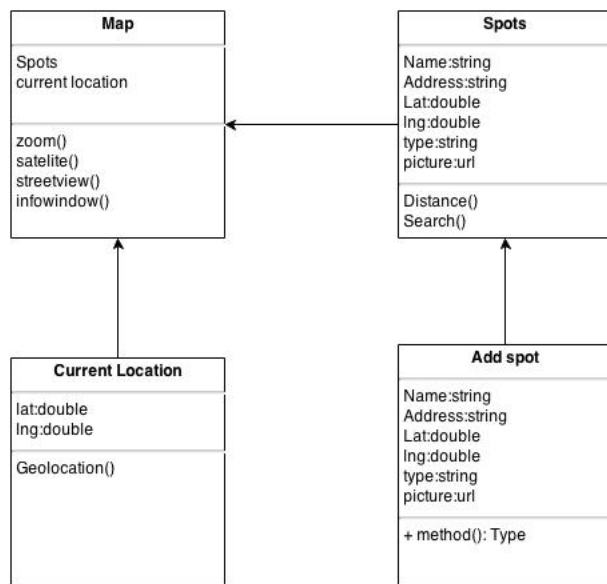 Map
Spots
current location
zoom()
satelite()
streetview()
infowindow()
Spots
Name:string
Address:string
Lat:double
lng:double
type:string
picture:url
Distance()
Search()
Current Location
lat:double
lng:double
Geolocation()
Add spot
Name:string
Address:string
Lat:double
lng:double
type:string
picture:url
+ method(): Type